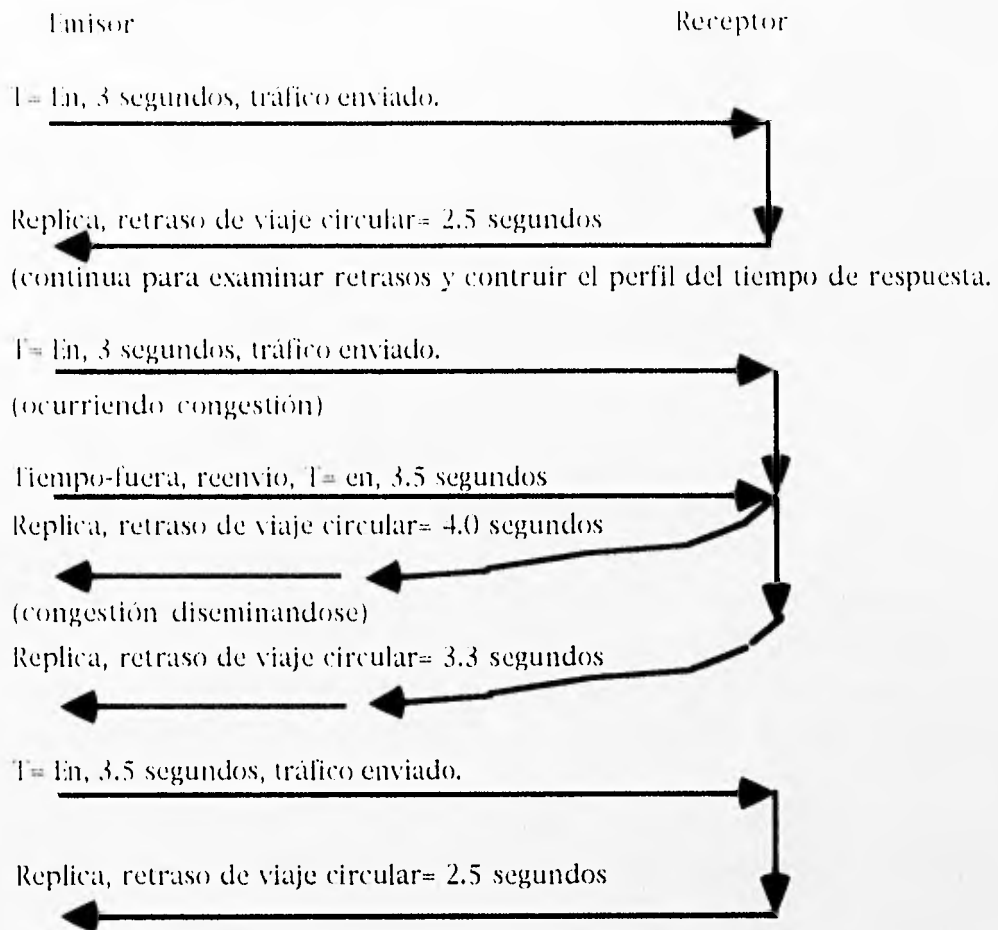 Emisor Receptor
T= En, 3 segundos, tráfico enviado.
Replica, retraso de viaje circular= 2.5 segundos
(continua para examinar retrasos y contruir el perfil del tiempo de respuesta.
T= En, 3 segundos, tráfico enviado.
(ocurriendo congestión)
Tiempo-fuera, reenvio, T= en, 3.5 segundos
Replica, retraso de viaje circular= 4.0 segundos
(congestión diseminandose)
Replica, retraso de viaje circular= 3.3 segundos
T= En, 3.5 segundos, tráfico enviado.
Replica, retraso de viaje circular= 2.5 segundos